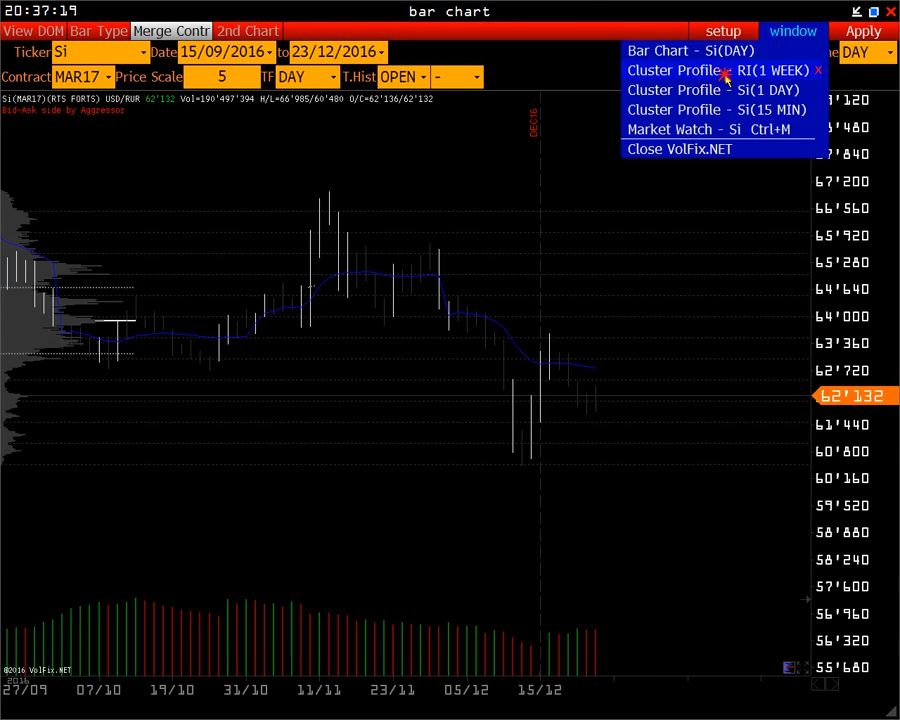 20:37:19
bar chart
View DOM Bar Type Merge Contr 2nd Chart setup window Apply
Ticker Si Date 15/09/2016 to 23/12/2016 DAY
Contract MAR17 Price Scale 5 TF DAY T.Hist OPEN -
Bar Chart - Si(DAY)
Cluster Profile - RI(1 WEEK) x
Cluster Profile - Si(1 DAY)
Cluster Profile - Si(15 MIN)
Market Watch - Si Ctrl+M
Close VolFix.NET
Si(MAR17)(RTS FORTS) USD/RUR 62'132 Vol=190'497'394 H/L=66'985/60'480 O/C=62'136/62'132
Bid-Ask side by Aggressor
DEC16
67'200
66'560
65'920
65'280
64'640
64'000
63'360
62'720
62'132
61'440
60'800
60'160
59'520
58'880
58'240
57'600
56'960
56'320
55'680
©2016 VolFix.NET
2016
27/09 07/10 19/10 31/10 11/11 23/11 05/12 15/12